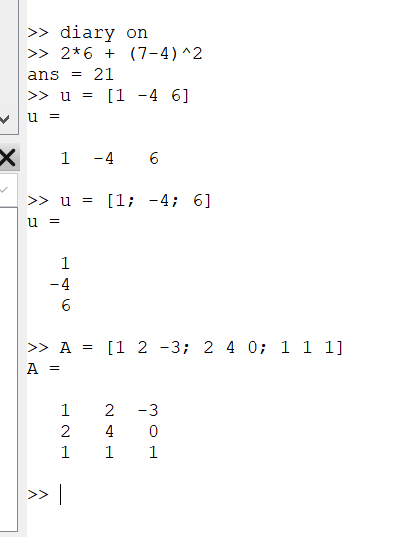 >> diary on
>> 2*6 + (7-4)^2
ans = 21
>> u = [1 -4 6]
u =
1 -4 6
>> u = [1; -4; 6]
u =
1
-4
6
>> A = [1 2 -3; 2 4 0; 1 1 1]
A =
1 2 -3
2 4 0
1 1 1
>>